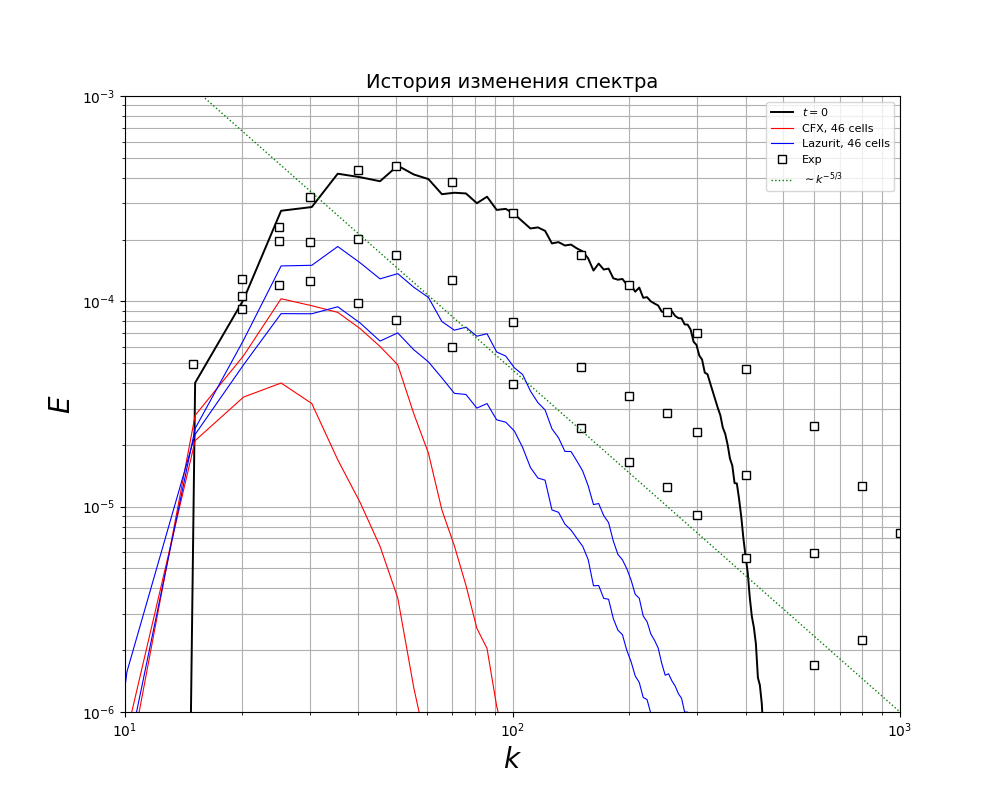 История изменения спектра
t = 0
CFX, 46 cells
Lazurit, 46 cells
Exp
~k^{-5/3}
10^{-3}
10^{-4}
10^{-5}
10^{-6}
E
10^1
10^2
10^3
k